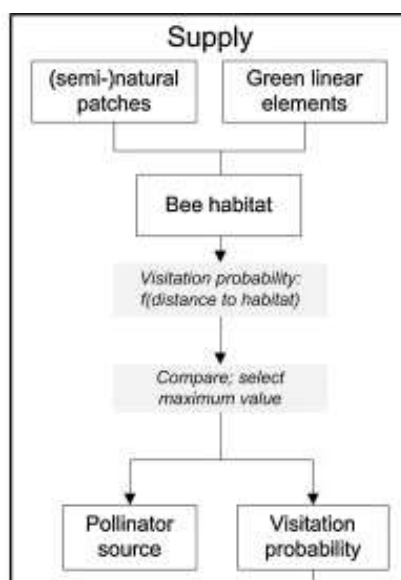 Supply
(semi-)natural
patches
Green linear
elements
Bee habitat
Visitation probability:
f(distance to habitat)
Compare; select
maximum value
Pollinator
source
Visitation
probability